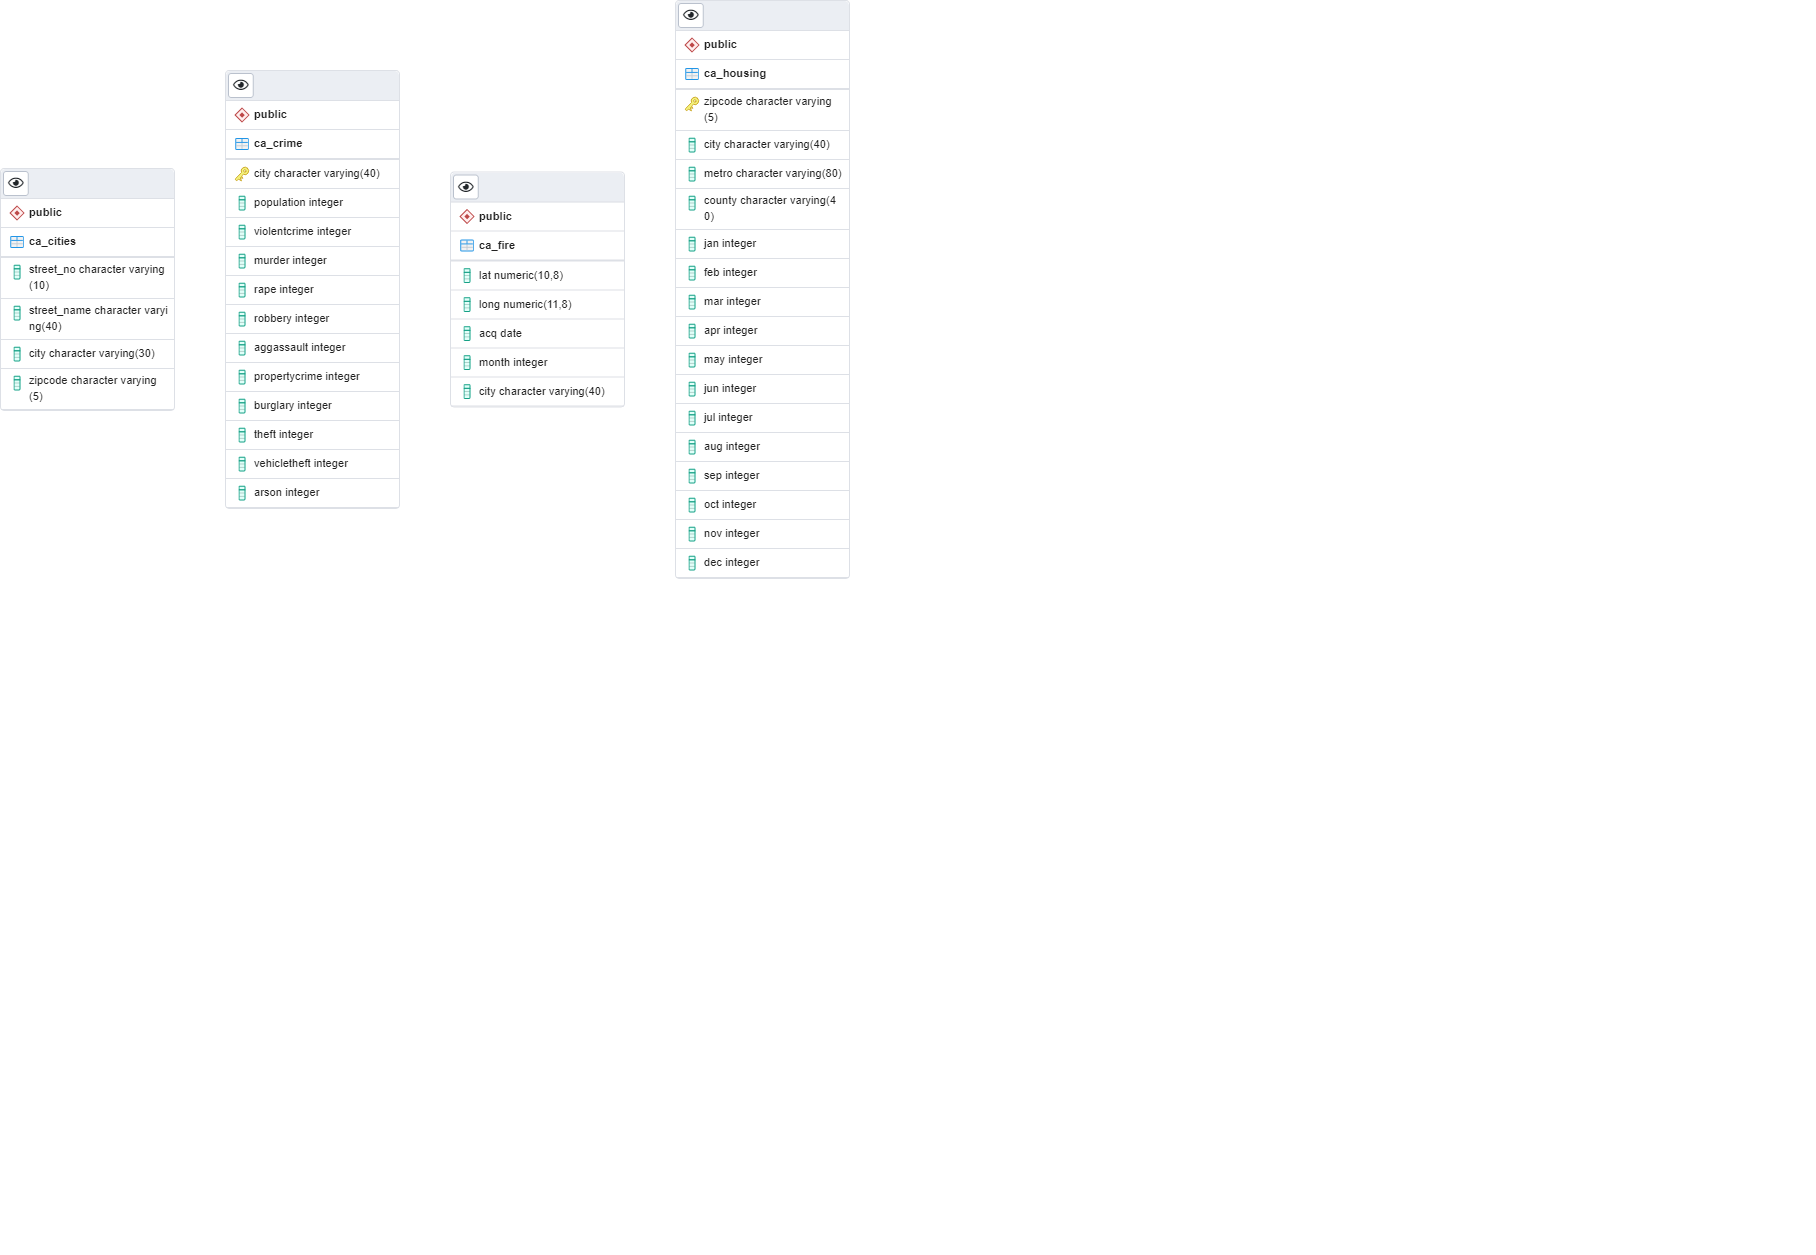 public
ca_cities
street_no character varying
(10)
street_name character varyi
ng(40)
city character varying(30)
zipcode character varying
(5)
public
ca_crime
city character varying(40)
population integer
violentcrime integer
murder integer
rape integer
robbery integer
aggassault integer
propertycrime integer
burglary integer
theft integer
vehicletheft integer
arson integer
public
ca_fire
lat numeric(10,8)
long numeric(11,8)
acq date
month integer
city character varying(40)
public
ca_housing
zipcode character varying
(5)
city character varying(40)
metro character varying(80)
county character varying(4
0)
jan integer
feb integer
mar integer
apr integer
may integer
jun integer
jul integer
aug integer
sep integer
oct integer
nov integer
dec integer